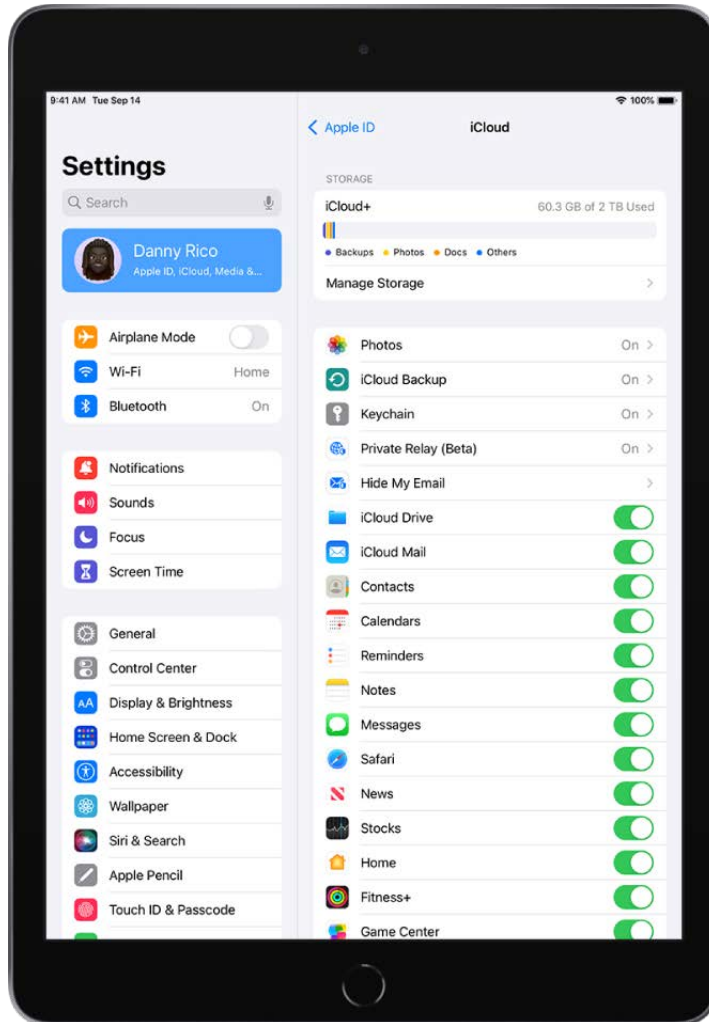 9:41 AM Tue Sep 14
100%
Settings
Search
Danny Rico
Apple ID, iCloud, Media &...
Airplane Mode
Wi-Fi Home
Bluetooth On
Notifications
Sounds
Focus
Screen Time
General
Control Center
AA Display & Brightness
Home Screen & Dock
Accessibility
Wallpaper
Siri & Search
Apple Pencil
Touch ID & Passcode
Apple ID
iCloud
STORAGE
iCloud+ 60.3 GB of 2 TB Used
Backups Photos Docs Others
Manage Storage
Photos On
iCloud Backup On
Keychain On
Private Relay (Beta) On
Hide My Email
iCloud Drive
iCloud Mail
Contacts
Calendars
Reminders
Notes
Messages
Safari
News
Stocks
Home
Fitness+
Game Center